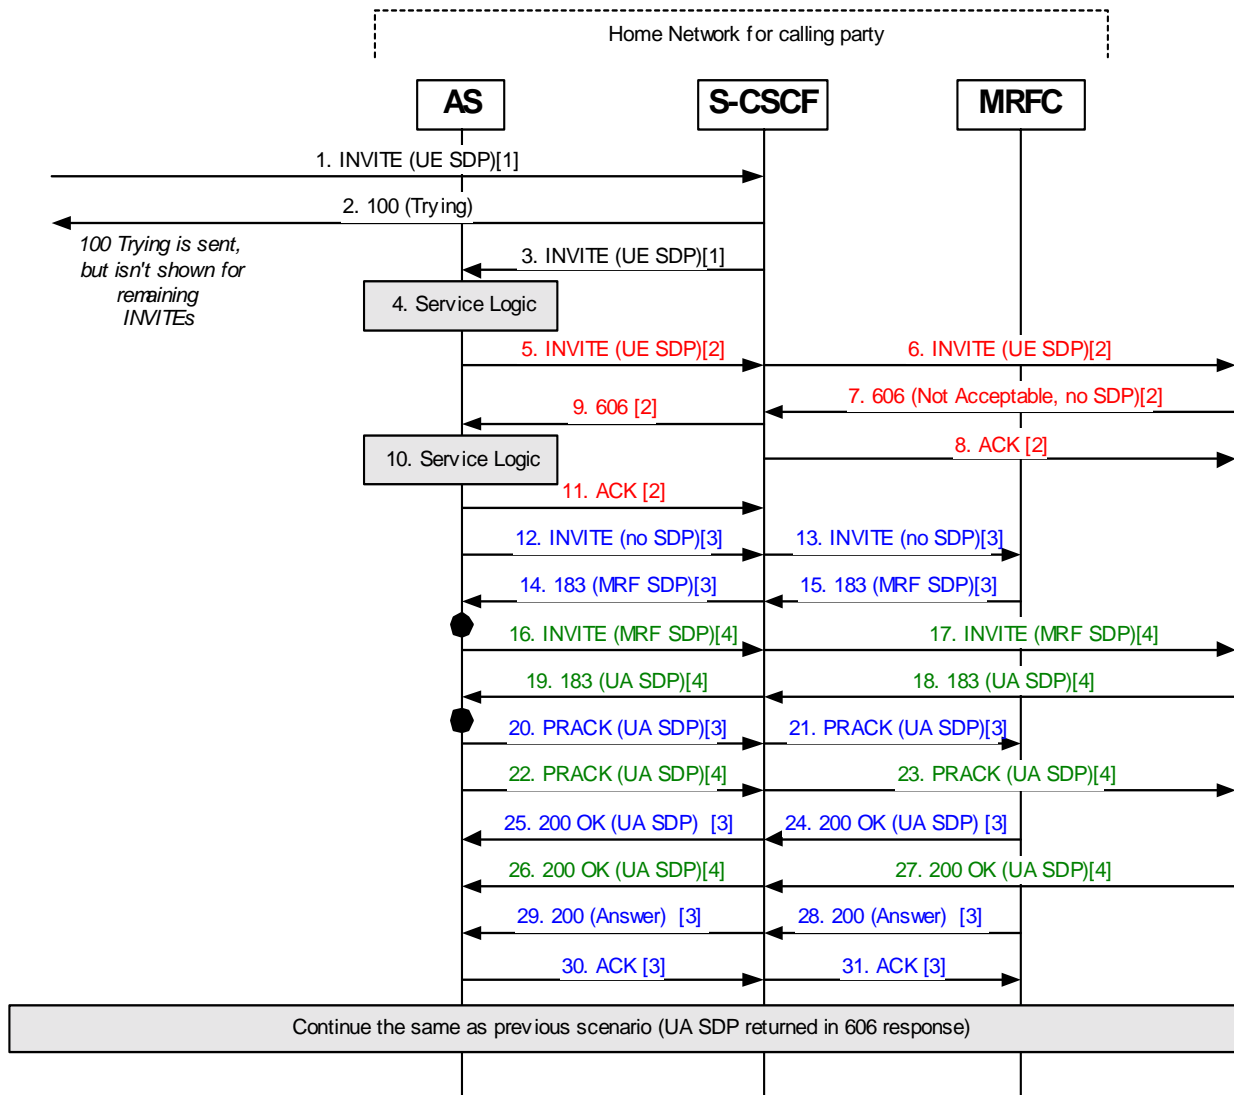 Home Network for calling party
AS
S-CSCF
MRFC
1. INVITE (UE SDP)[1]
2. 100 (Trying)
100 Trying is sent,
but isn't shown for
remaining
INVITEs
3. INVITE (UE SDP)[1]
4. Service Logic
5. INVITE (UE SDP)[2]
6. INVITE (UE SDP)[2]
7. 606 (Not Acceptable, no SDP)[2]
9. 606 [2]
8. ACK [2]
10. Service Logic
11. ACK [2]
12. INVITE (no SDP)[3]
13. INVITE (no SDP)[3]
14. 183 (MRF SDP)[3]
15. 183 (MRF SDP)[3]
16. INVITE (MRF SDP)[4]
17. INVITE (MRF SDP)[4]
19. 183 (UA SDP)[4]
18. 183 (UA SDP)[4]
20. PRACK (UA SDP)[3]
21. PRACK (UA SDP)[3]
22. PRACK (UA SDP)[4]
23. PRACK (UA SDP)[4]
25. 200 OK (UA SDP) [3]
24. 200 OK (UA SDP) [3]
26. 200 OK (UA SDP)[4]
27. 200 OK (UA SDP)[4]
29. 200 (Answer) [3]
28. 200 (Answer) [3]
30. ACK [3]
31. ACK [3]
Continue the same as previous scenario (UA SDP returned in 606 response)